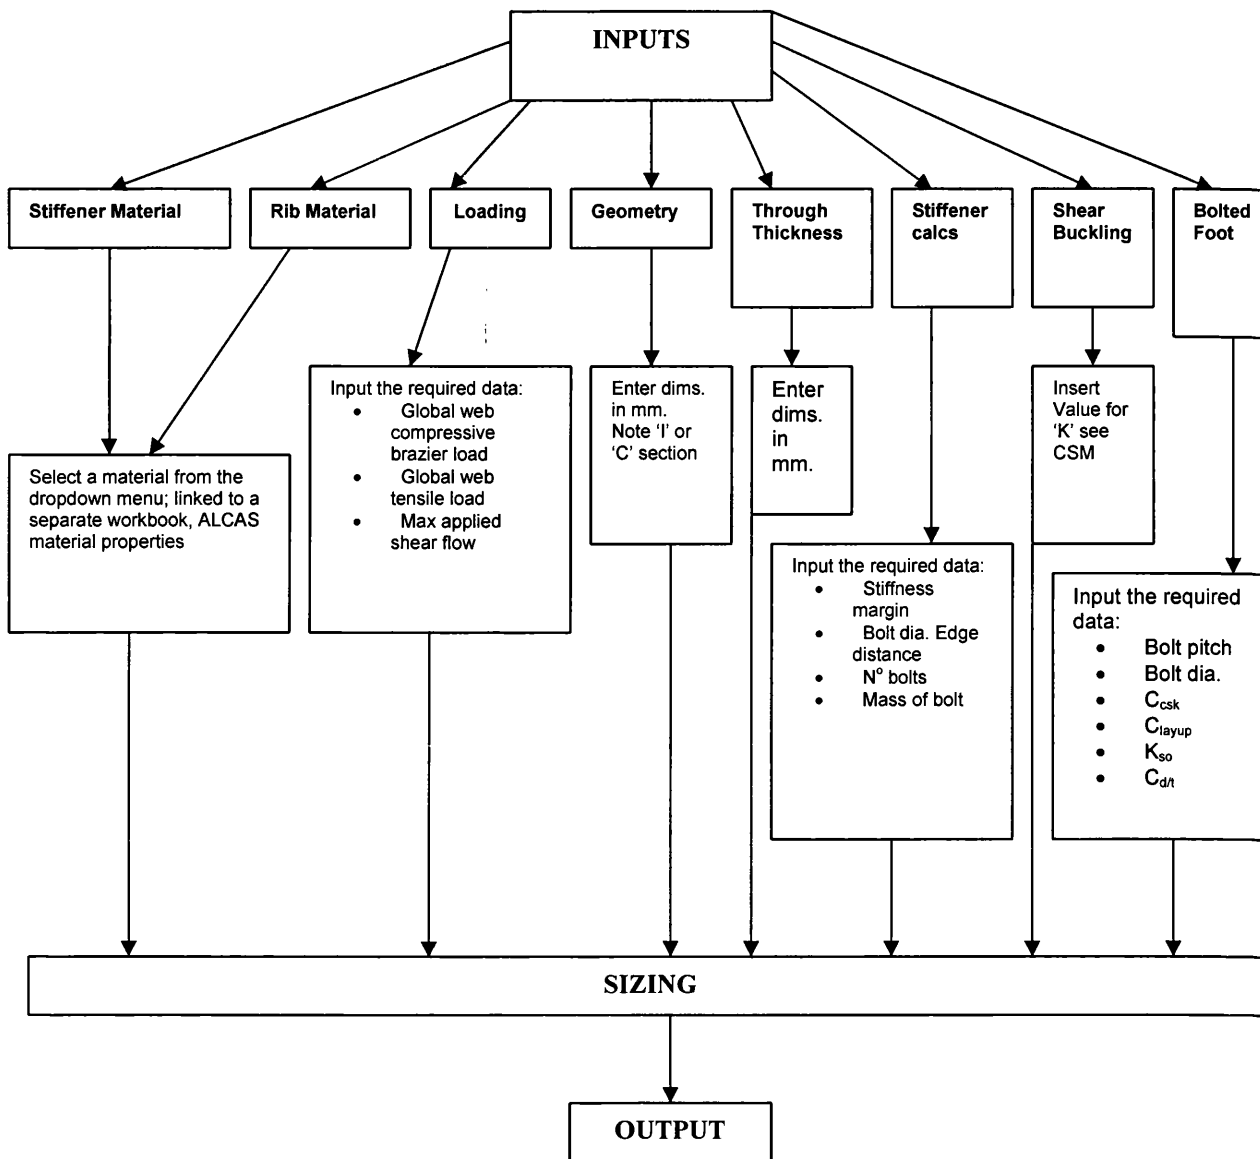 INPUTS
Stiffener Material
Rib Material
Loading
Geometry
Through
Thickness
Stiffener
calcs
Shear
Buckling
Bolted
Foot
Select a material from the
dropdown menu; linked to a
separate workbook, ALCAS
material properties
Input the required data:
• Global web
compressive
brazier load
• Global web
tensile load
• Max applied
shear flow
Enter dims.
in mm.
Note 'I' or
'C' section
Enter
dims.
in
mm.
Input the required data:
• Stiffness
margin
• Bolt dia. Edge
distance
• N° bolts
• Mass of bolt
Insert
Value for
'K' see
CSM
Input the required
data:
• Bolt pitch
• Bolt dia.
• Ccsk
• Clayup
• Kso
• Cd/t
SIZING
OUTPUT